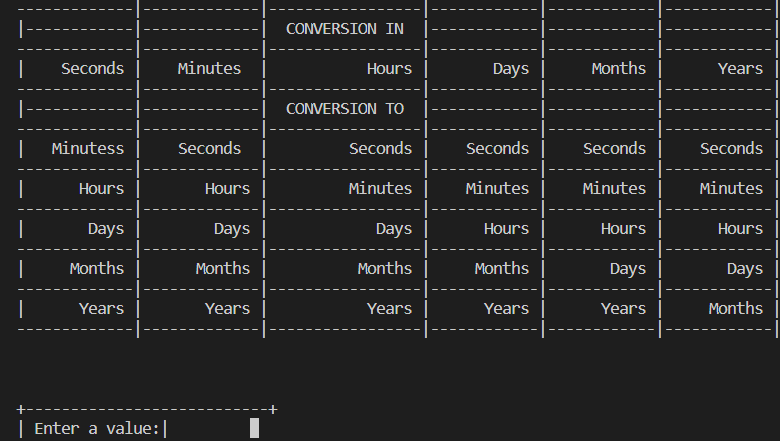 -------------|-------------|-----------------|------------|------------|------------|
|------------|-------------|  CONVERSION IN  |------------|------------|------------|
-------------|-------------|-----------------|------------|------------|------------|
|    Seconds |    Minutes  |           Hours |       Days |     Months |      Years |
-------------|-------------|-----------------|------------|------------|------------|
|------------|-------------|  CONVERSION TO  |------------|------------|------------|
-------------|-------------|-----------------|------------|------------|------------|
|   Minutess |    Seconds  |         Seconds |    Seconds |    Seconds |    Seconds |
-------------|-------------|-----------------|------------|------------|------------|
|      Hours |       Hours |         Minutes |    Minutes |    Minutes |    Minutes |
-------------|-------------|-----------------|------------|------------|------------|
|       Days |        Days |            Days |      Hours |      Hours |      Hours |
-------------|-------------|-----------------|------------|------------|------------|
|     Months |      Months |          Months |     Months |       Days |       Days |
-------------|-------------|-----------------|------------|------------|------------|
|      Years |       Years |           Years |      Years |      Years |     Months |
-------------|-------------|-----------------|------------|------------|------------|
+---------------------------+
| Enter a value:|